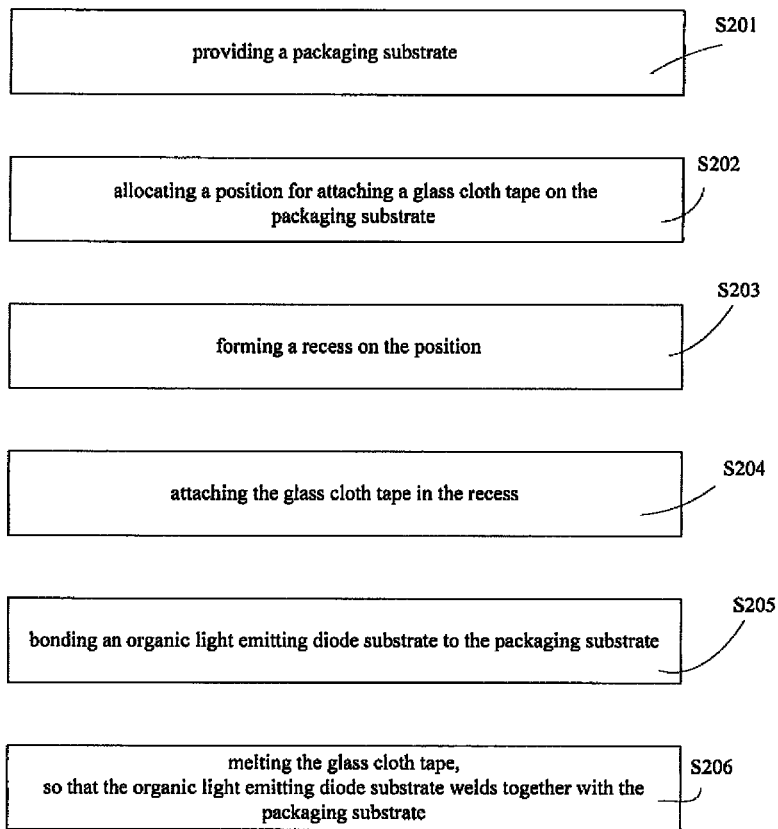 S201
providing a packaging substrate
S202
allocating a position for attaching a glass cloth tape on the
packaging substrate
S203
forming a recess on the position
S204
attaching the glass cloth tape in the recess
S205
bonding an organic light emitting diode substrate to the packaging substrate
S206
melting the glass cloth tape,
so that the organic light emitting diode substrate welds together with the
packaging substrate